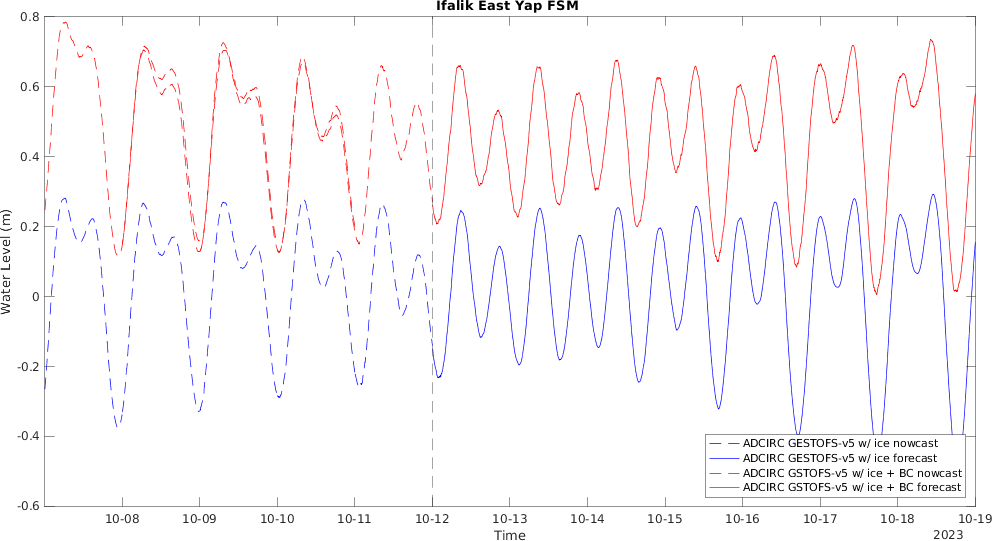 Ifalik East Yap FSM
0.8
0.6
0.4
0.2
0
-0.2
-0.4
-0.6
Water Level (m)
10-08 10-09 10-10 10-11 10-12 10-13 10-14 10-15 10-16 10-17 10-18 10-19
Time
2023
ADCIRC GESTOFS-v5 w/ ice nowcast
ADCIRC GESTOFS-v5 w/ ice forecast
ADCIRC GSTOFS-v5 w/ ice + BC nowcast
ADCIRC GSTOFS-v5 w/ ice + BC forecast